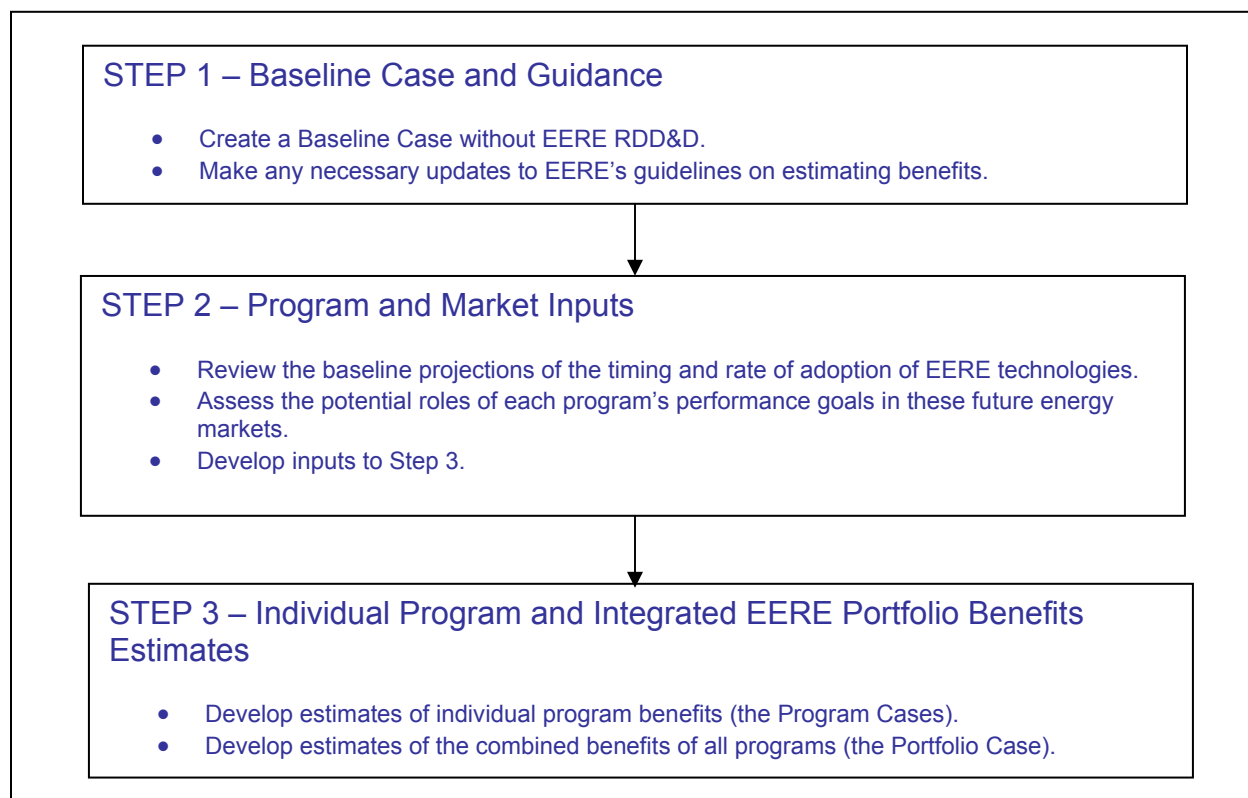 STEP 1 – Baseline Case and Guidance
• Create a Baseline Case without EERE RDD&D.
• Make any necessary updates to EERE's guidelines on estimating benefits.
STEP 2 – Program and Market Inputs
• Review the baseline projections of the timing and rate of adoption of EERE technologies.
• Assess the potential roles of each program's performance goals in these future energy
markets.
• Develop inputs to Step 3.
STEP 3 – Individual Program and Integrated EERE Portfolio Benefits
Estimates
• Develop estimates of individual program benefits (the Program Cases).
• Develop estimates of the combined benefits of all programs (the Portfolio Case).